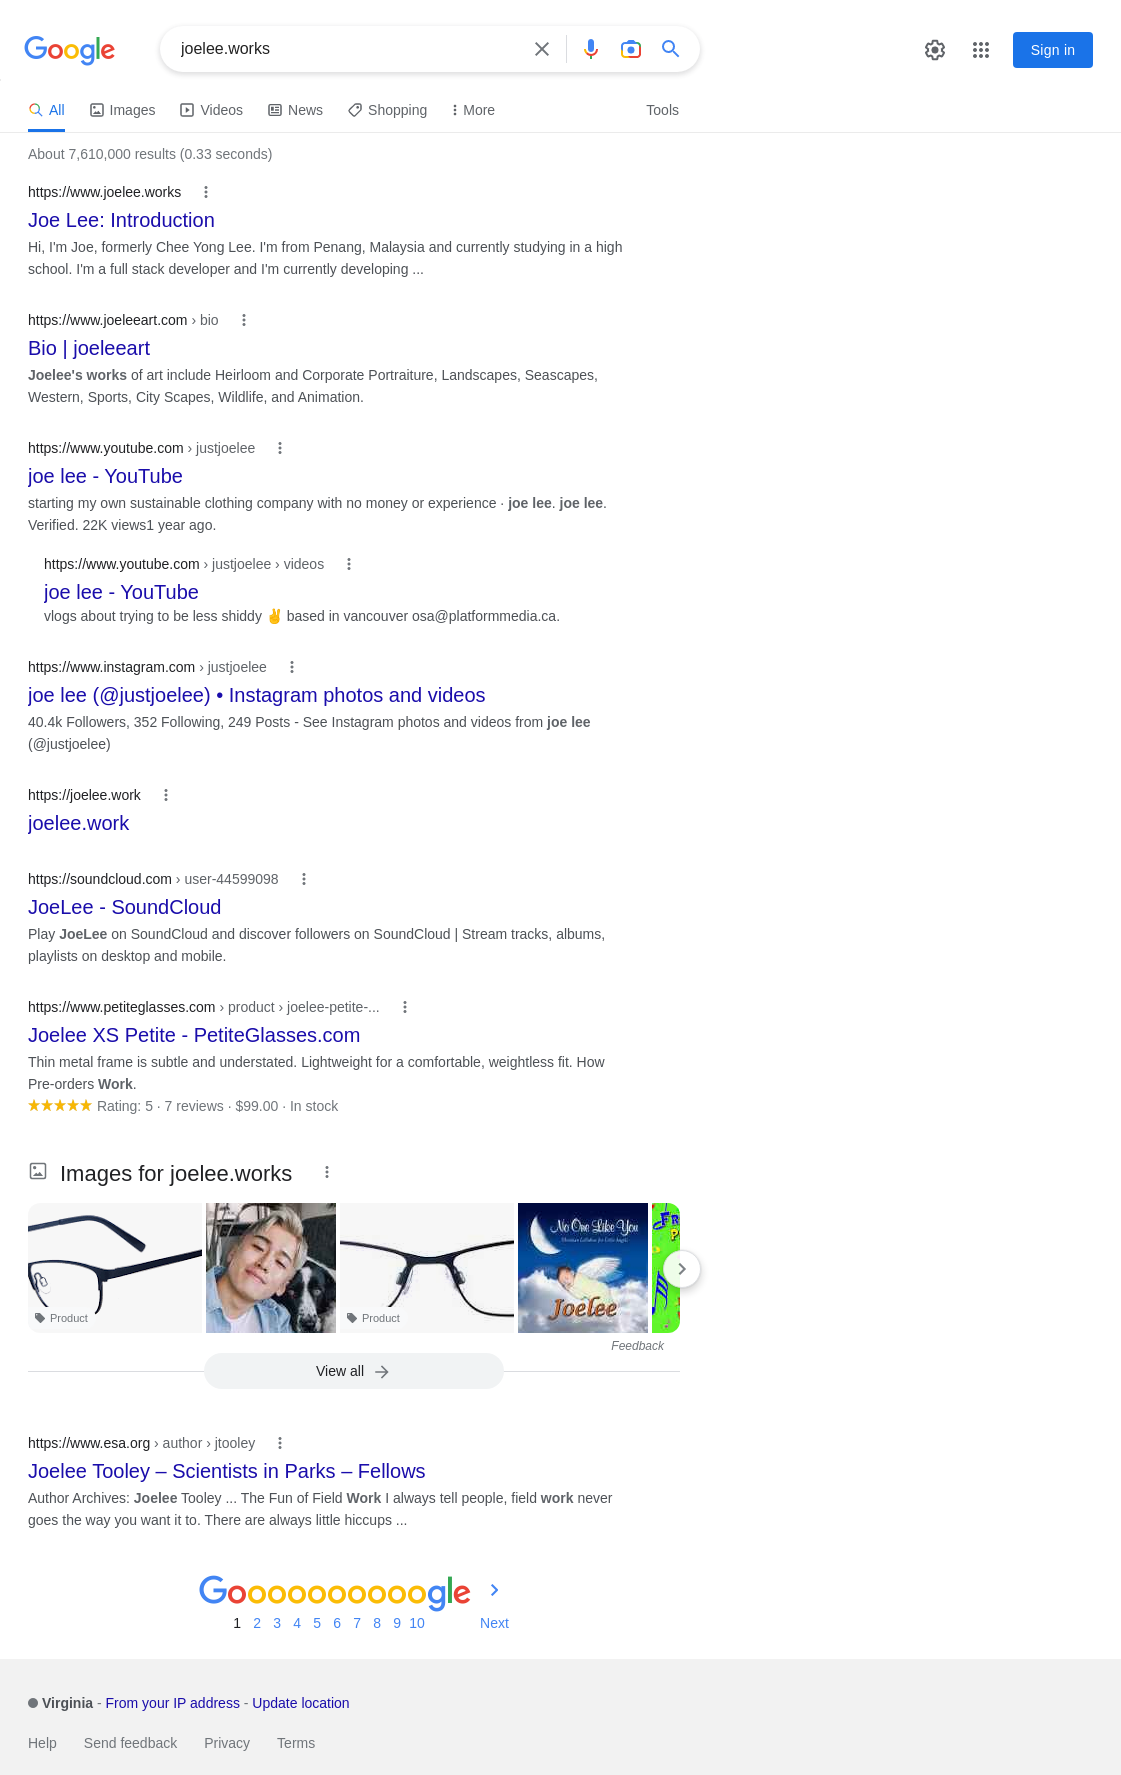 Google
joelee.works
Sign in
All
Images
Videos
News
Shopping
More
Tools
About 7,610,000 results (0.33 seconds)
https://www.joelee.works
Joe Lee: Introduction
Hi, I'm Joe, formerly Chee Yong Lee. I'm from Penang, Malaysia and currently studying in a high
school. I'm a full stack developer and I'm currently developing ...
https://www.joeleeart.com › bio
Bio | joeleeart
Joelee's works of art include Heirloom and Corporate Portraiture, Landscapes, Seascapes,
Western, Sports, City Scapes, Wildlife, and Animation.
https://www.youtube.com › justjoelee
joe lee - YouTube
starting my own sustainable clothing company with no money or experience · joe lee. joe lee.
Verified. 22K views1 year ago.
https://www.youtube.com › justjoelee › videos
joe lee - YouTube
vlogs about trying to be less shiddy ✌ based in vancouver osa@platformmedia.ca.
https://www.instagram.com › justjoelee
joe lee (@justjoelee) • Instagram photos and videos
40.4k Followers, 352 Following, 249 Posts - See Instagram photos and videos from joe lee
(@justjoelee)
https://joelee.work
joelee.work
https://soundcloud.com › user-44599098
JoeLee - SoundCloud
Play JoeLee on SoundCloud and discover followers on SoundCloud | Stream tracks, albums,
playlists on desktop and mobile.
https://www.petiteglasses.com › product › joelee-petite-...
Joelee XS Petite - PetiteGlasses.com
Thin metal frame is subtle and understated. Lightweight for a comfortable, weightless fit. How
Pre-orders Work.
Rating: 5 · 7 reviews · $99.00 · In stock
Images for joelee.works
No One Like You
Joelee
Product
Product
Feedback
View all
https://www.esa.org › author › jtooley
Joelee Tooley – Scientists in Parks – Fellows
Author Archives: Joelee Tooley ... The Fun of Field Work I always tell people, field work never
goes the way you want it to. There are always little hiccups ...
Goooooooooogle
1 2 3 4 5 6 7 8 9 10 Next
Virginia - From your IP address - Update location
Help Send feedback Privacy Terms